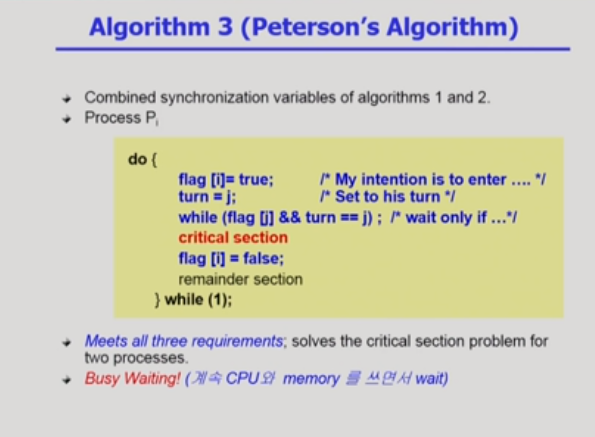 Algorithm 3 (Peterson's Algorithm)
Combined synchronization variables of algorithms 1 and 2.
Process Pi
do {
flag [i]= true; /* My intention is to enter .... */
turn = j; /* Set to his turn */
while (flag [j] && turn == j) ; /* wait only if ...*/
critical section
flag [i] = false;
remainder section
} while (1);
Meets all three requirements; solves the critical section problem for
two processes.
Busy Waiting! (계속 CPU와 memory 를 쓰면서 wait)